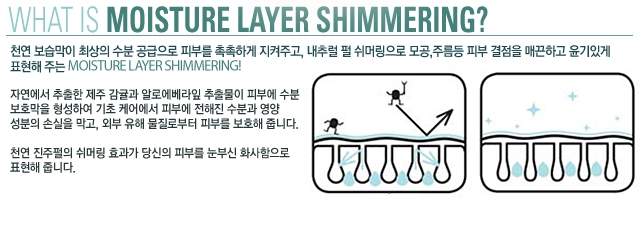 WHAT IS MOISTURE LAYER SHIMMERING?
천연 보습막이 최상의 수분 공급으로 피부를 촉촉하게 지켜주고, 내추럴 펄 쉬머링으로 모공,주름등 피부 결점을 매끈하고 윤기있게
표현해 주는 MOISTURE LAYER SHIMMERING!
자연에서 추출한 제주 감귤과 알로에베라잎 추출물이 피부에 수분
보호막을 형성하여 기초 케어에서 피부에 전해진 수분과 영양
성분의 손실을 막고, 외부 유해 물질로부터 피부를 보호해 줍니다.
천연 진주펄의 쉬머링 효과가 당신의 피부를 눈부신 화사함으로
표현해 줍니다.